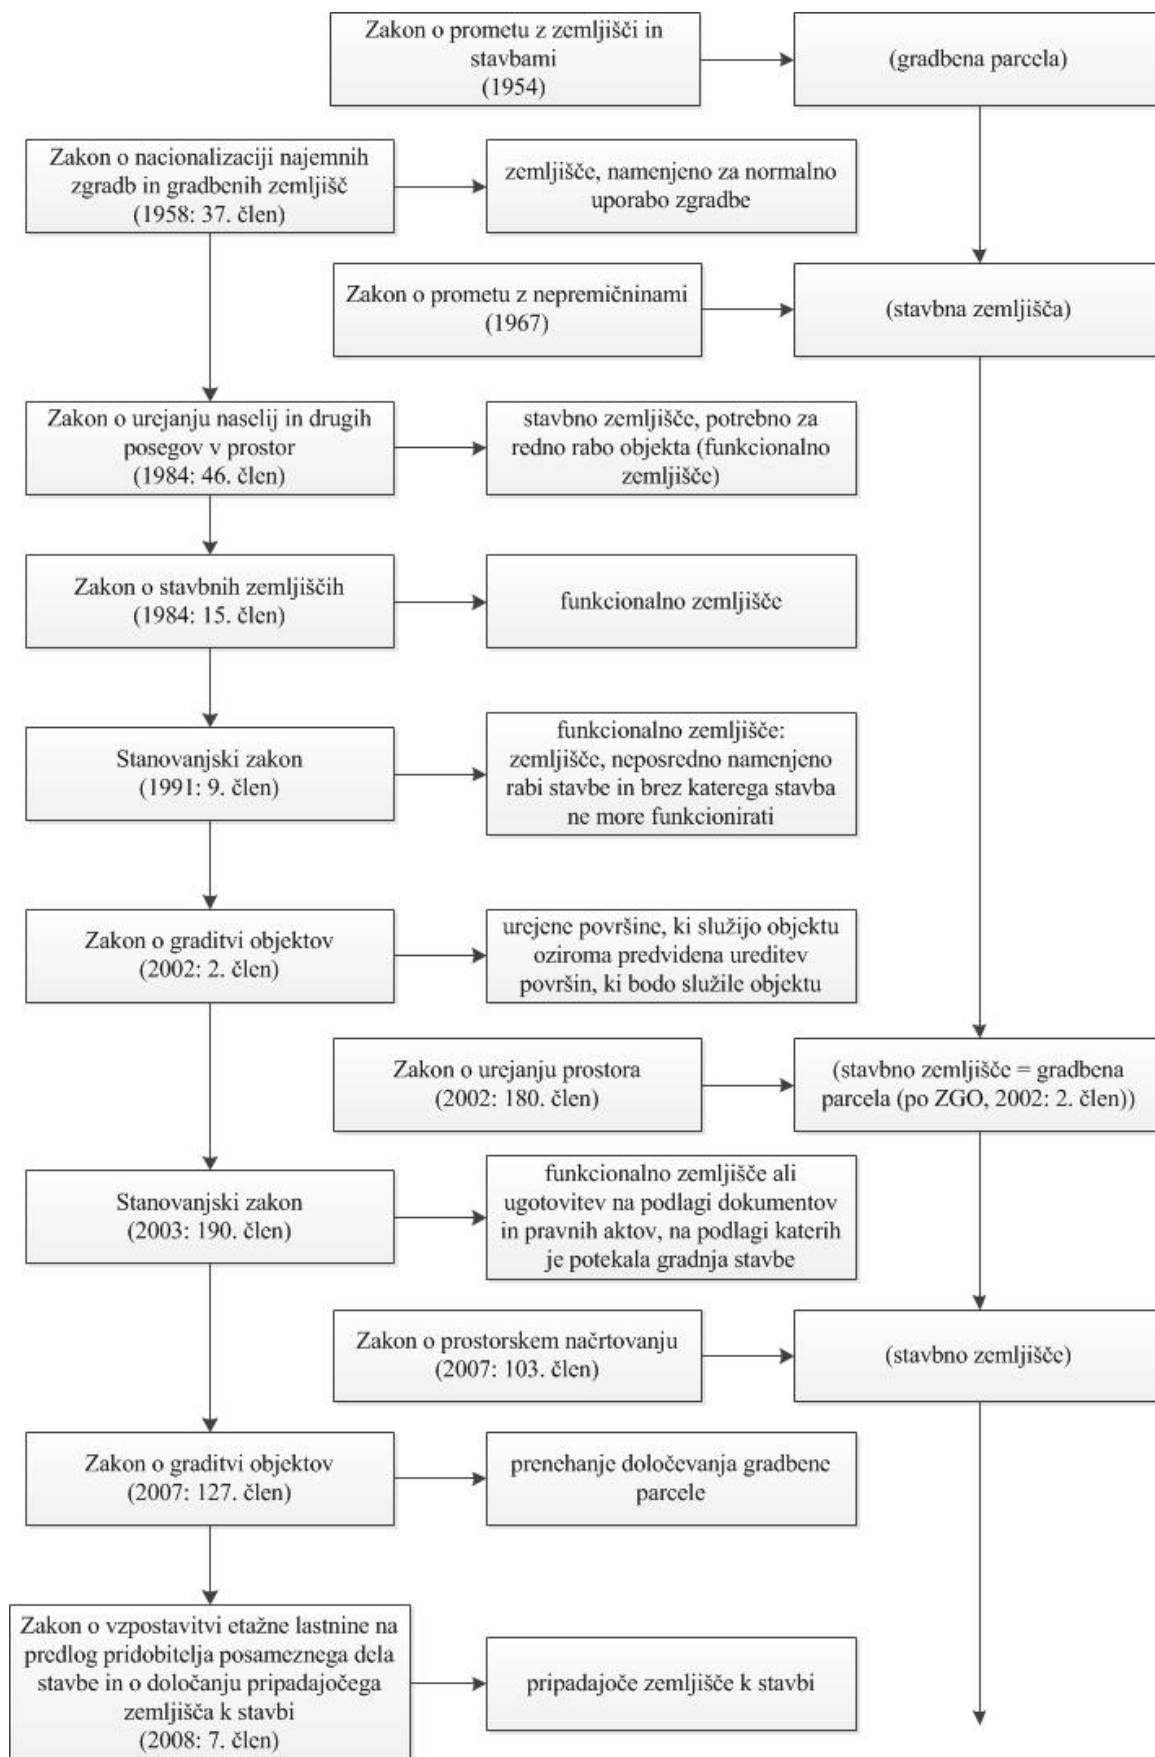 Zakon o prometu z zemljišči in
stavbami
(1954)
(gradbena parcela)
Zakon o nacionalizaciji najemnih
zgradb in gradbenih zemljišč
(1958: 37. člen)
zemljišče, namenjeno za normalno
uporabo zgradbe
Zakon o prometu z nepremičninami
(1967)
(stavbna zemljišča)
Zakon o urejanju naselij in drugih
posegov v prostor
(1984: 46. člen)
stavbno zemljišče, potrebno za
redno rabo objekta (funkcionalno
zemljišče)
Zakon o stavbnih zemljiščih
(1984: 15. člen)
funkcionalno zemljišče
Stanovanjski zakon
(1991: 9. člen)
funkcionalno zemljišče:
zemljišče, neposredno namenjeno
rabi stavbe in brez katerega stavba
ne more funkcionirati
Zakon o graditvi objektov
(2002: 2. člen)
urejene površine, ki služijo objektu
oziroma predvidena ureditev
površin, ki bodo služile objektu
Zakon o urejanju prostora
(2002: 180. člen)
(stavbno zemljišče = gradbena
parcela (po ZGO, 2002: 2. člen))
Stanovanjski zakon
(2003: 190. člen)
funkcionalno zemljišče ali
ugotovitev na podlagi dokumentov
in pravnih aktov, na podlagi katerih
je potekala gradnja stavbe
Zakon o prostorskem načrtovanju
(2007: 103. člen)
(stavbno zemljišče)
Zakon o graditvi objektov
(2007: 127. člen)
prenehanje določevanja gradbene
parcele
Zakon o vzpostavitvi etažne lastnine na
predlog pridobitelja posameznega dela
stavbe in o določanju pripadajočega
zemljišča k stavbi
(2008: 7. člen)
pripadajoče zemljišče k stavbi